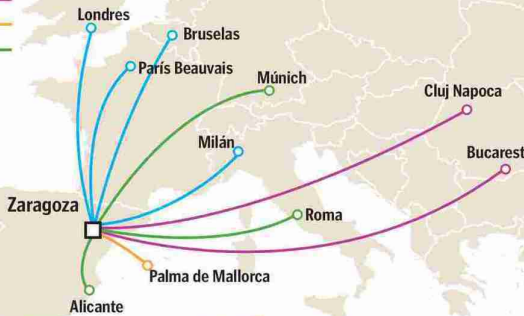 Londres
Bruselas
París Beauvais
Múnich
Cluj Napoca
Milán
Bucarest
Zaragoza
Roma
Palma de Mallorca
Alicante